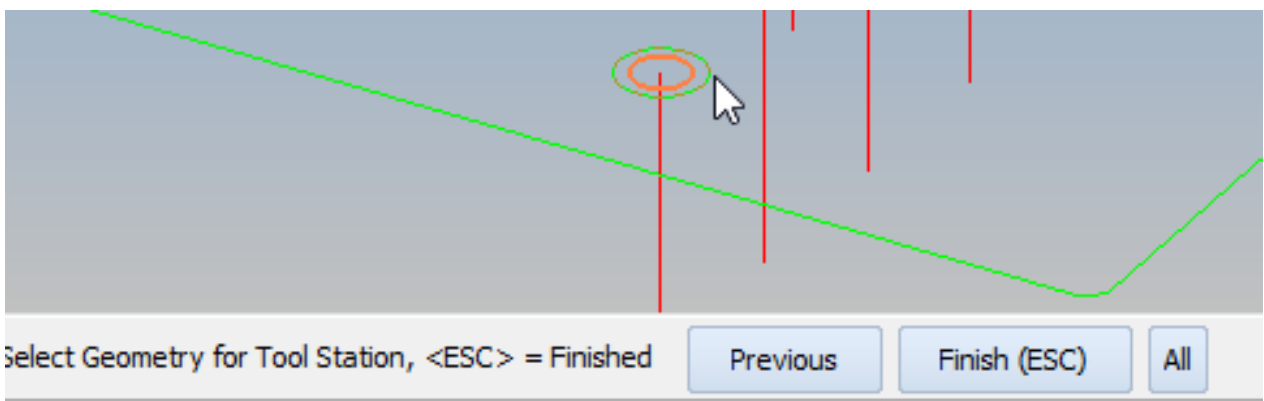 Select Geometry for Tool Station, <ESC> = Finished
Previous
Finish (ESC)
All